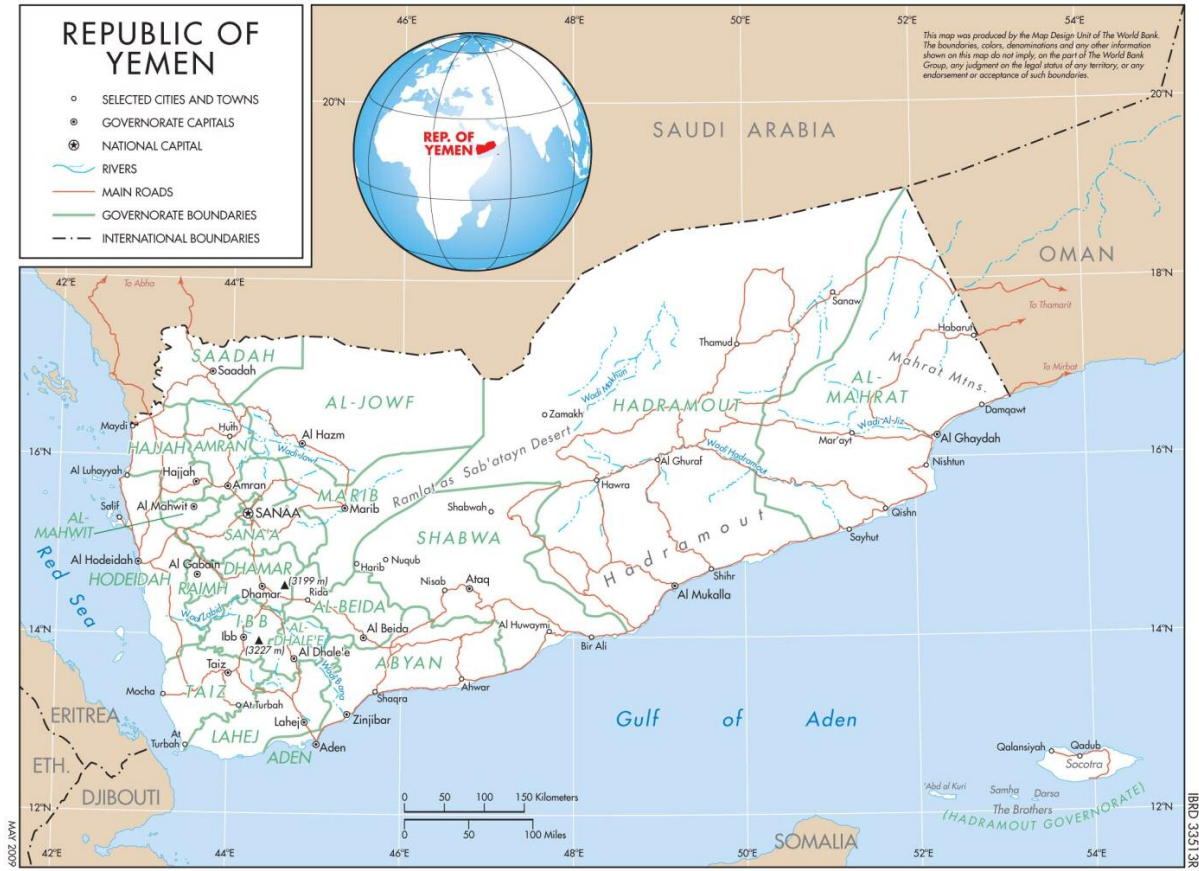 REPUBLIC OF
YEMEN
SELECTED CITIES AND TOWNS
GOVERNORATE CAPITALS
NATIONAL CAPITAL
RIVERS
MAIN ROADS
GOVERNORATE BOUNDARIES
INTERNATIONAL BOUNDARIES
46°E
50°E
52°E
54°E
This map was produced by the Map Design Unit of The World Bank.
The boundaries, colors, denominations and any other information
shown on this map do not imply, on the part of The World Bank
Group, any judgment on the legal status of any territory, or any
endorsement or acceptance of such boundaries.
20°N
20°N
REP. OF
YEMEN
SAUDI ARABIA
OMAN
18°N
42°E
44°E
To Abha
To Thamarit
To Mirbat
Sanaw
Habarut
Thamud
Mahrat Mtns.
SAADAH
Saadah
AL-JOWF
AL-
MAHRAT
HADRAMOUT
Wadi Makhun
Zamakh
Damqawt
Maydi
Huth
Al Hazm
HAJJAH
AMRAN
Wadi Jawf
Wadi Al-Jiz
Mar'ayt
Al Ghaydah
16°N
16°N
Ramlat as Sab'atayn Desert
Wadi Hadramout
Al Ghuraf
Nishtun
Al Luhayyah
Hajjah
Amran
Hawra
MARIB
Marib
Salif
Al Mahwit
SANAA
Shabwah
Qishn
AL-
MAHWIT
SANA'A
SHABWA
Hadramout
Sayhut
Red Sea
Al Hodeidah
Al Gabain
DHAMAR
Harib
Nuqub
HODEIDAH
RAIMH
(3199 m)
Dhamar
Rida
Nisab
Ataq
Shihr
Al Mukalla
AL-BEIDA
Wadi Zabid
IBB
AL-
DHALE'E
Al Beida
Al Huwaymi
Bir Ali
14°N
14°N
Ibb
(3227 m)
Al Dhale'e
ABYAN
Taiz
Wadi Bana
Mocha
TAIZ
Shaqra
Ahwar
At Turbah
Lahej
Zinjibar
ERITREA
At
Turbah
LAHEJ
ADEN
Aden
Gulf of Aden
Qalansiyah
Qadub
Socotra
ETH.
DJIBOUTI
'Abd al Kuri
Samha
Darsa
The Brothers
(HADRAMOUT GOVERNORATE)
12°N
12°N
0 50 100 150 Kilometers
0 50 100 Miles
SOMALIA
42°E
44°E
48°E
50°E
52°E
54°E
MAY 2009
IBRD 33513R